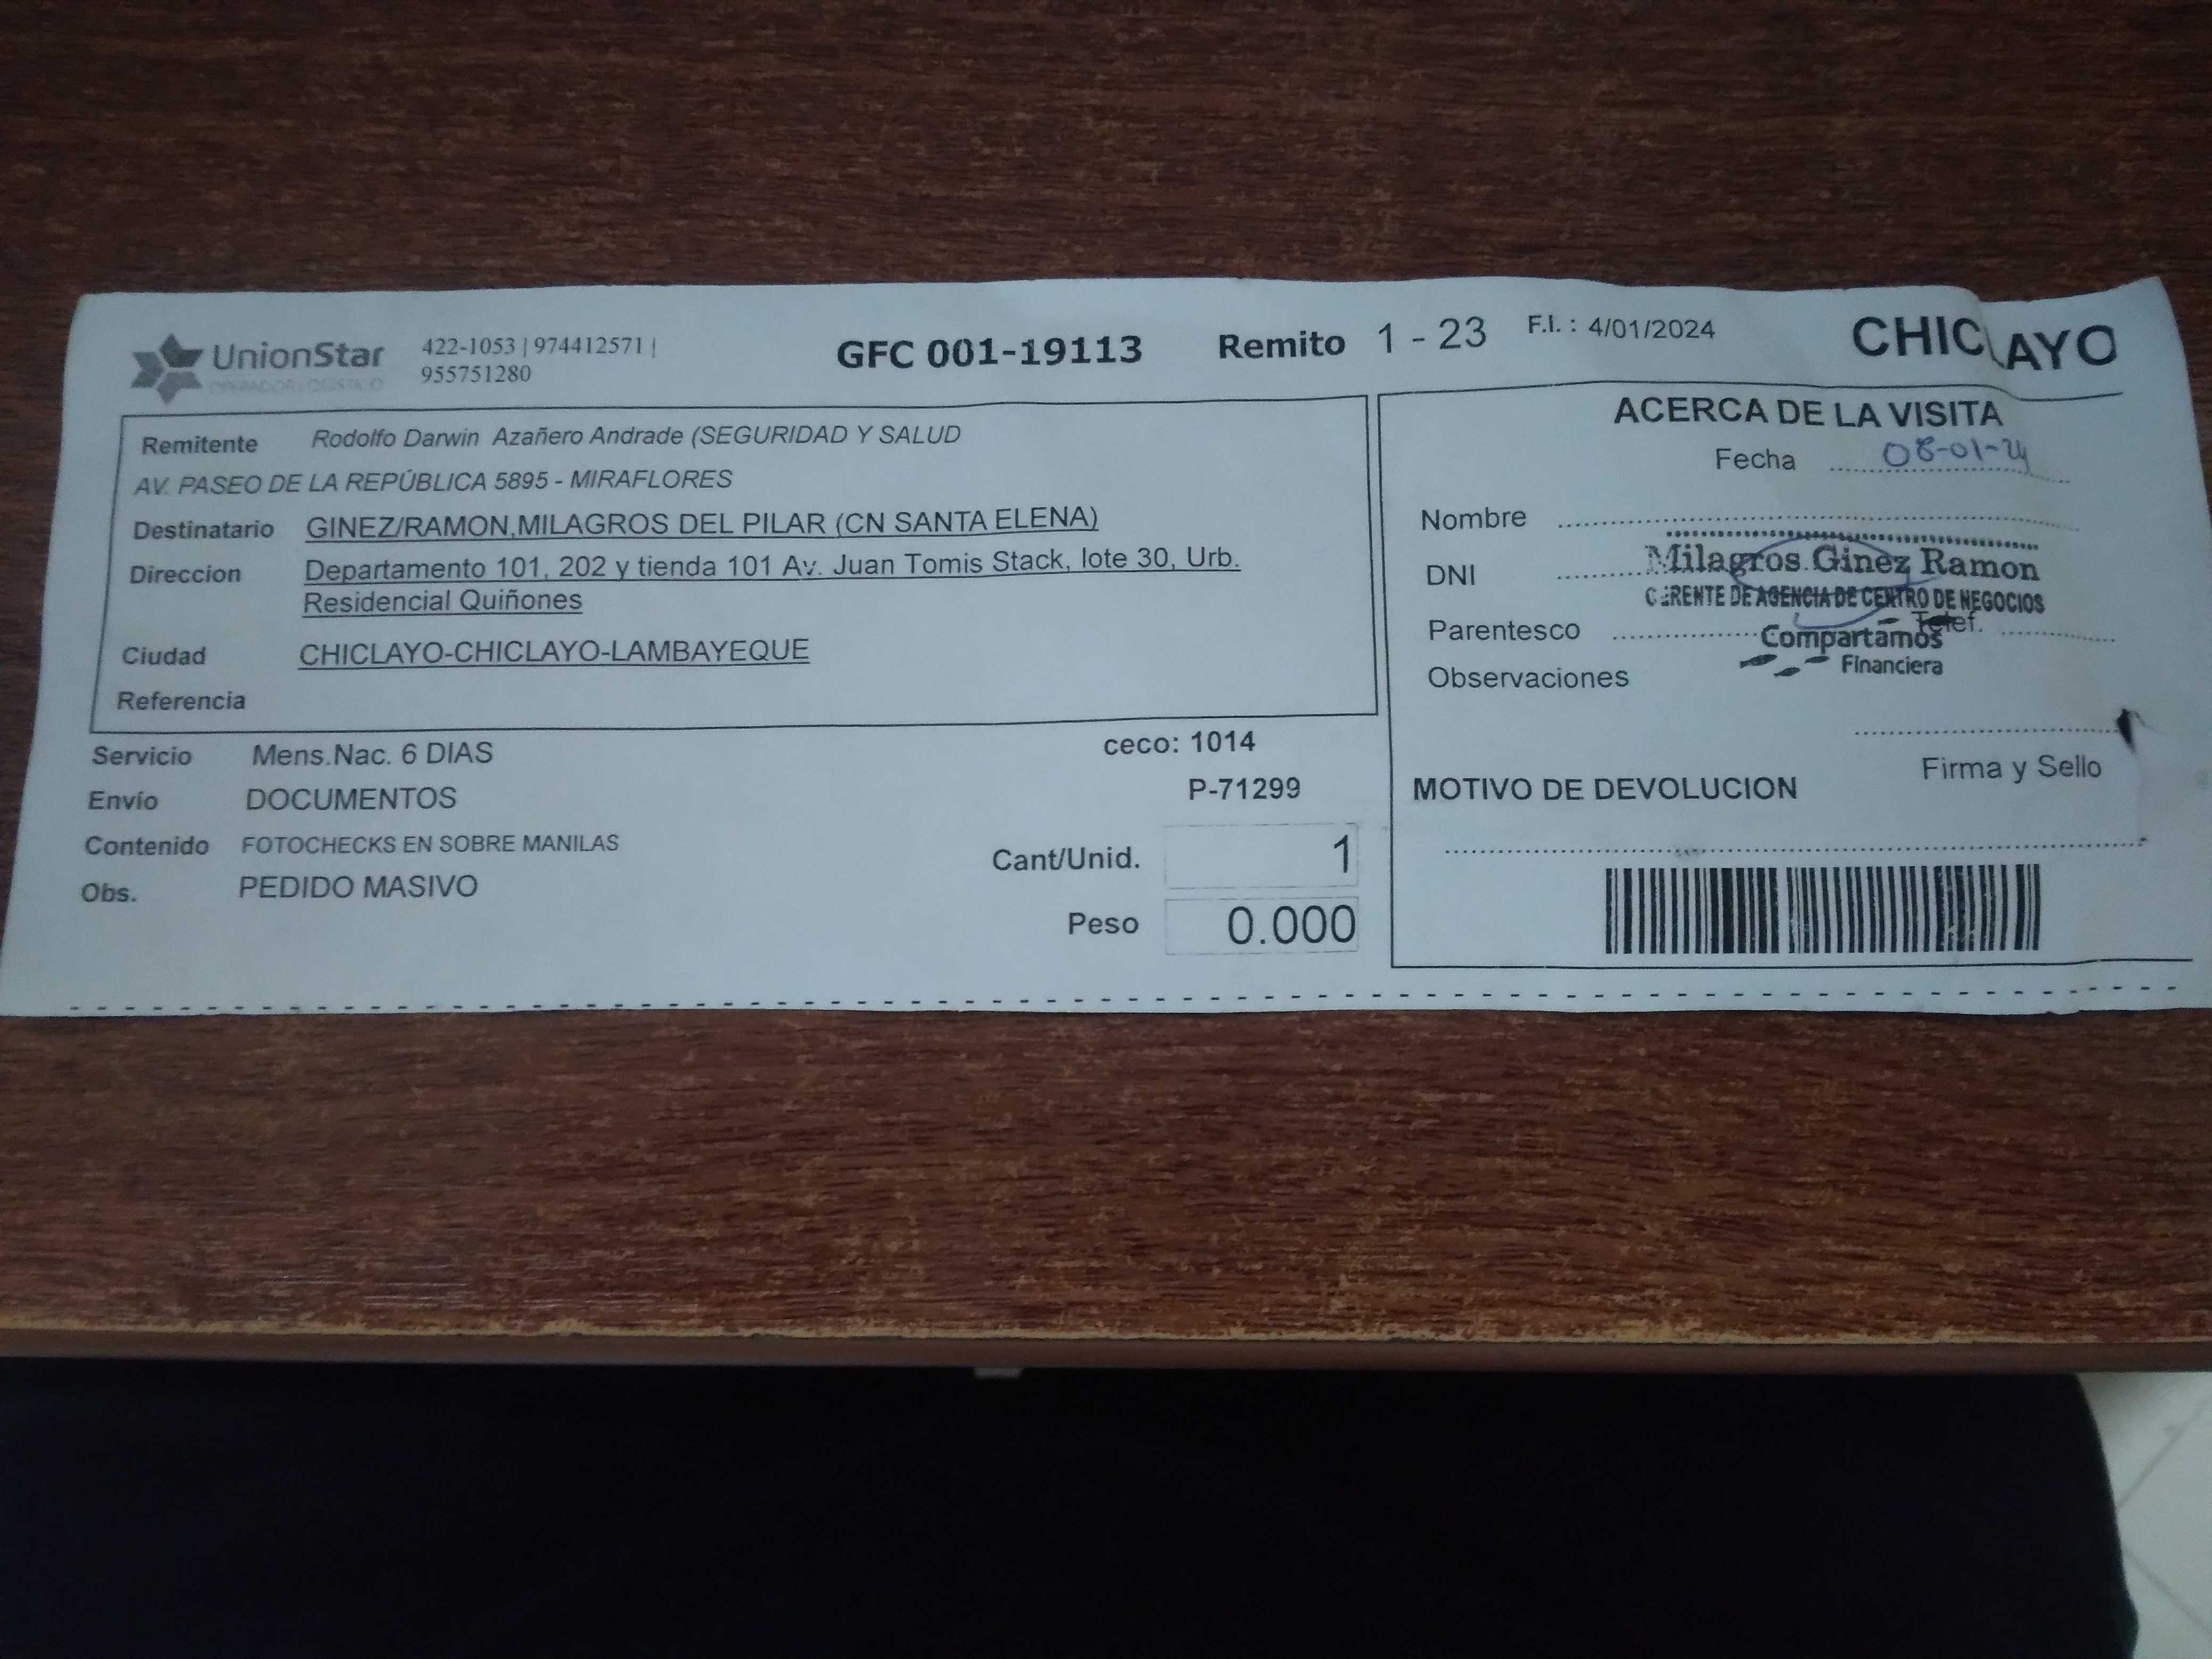 UnionStar
OPERADOR LOGISTICO
422-1053 | 974412571 |
955751280
GFC 001-19113
Remito 1 - 23
F.I. : 4/01/2024
CHICLAYO
Remitente Rodolfo Darwin Azañero Andrade (SEGURIDAD Y SALUD
AV. PASEO DE LA REPÚBLICA 5895 - MIRAFLORES
Destinatario GINEZ/RAMON,MILAGROS DEL PILAR (CN SANTA ELENA)
Direccion Departamento 101, 202 y tienda 101 Av. Juan Tomis Stack, lote 30, Urb.
Residencial Quiñones
Ciudad CHICLAYO-CHICLAYO-LAMBAYEQUE
Referencia
Servicio Mens.Nac. 6 DIAS
ceco: 1014
Envío DOCUMENTOS
P-71299
Contenido FOTOCHECKS EN SOBRE MANILAS
Cant/Unid. 1
Obs. PEDIDO MASIVO
Peso 0.000
ACERCA DE LA VISITA
Fecha 08-01-24
Nombre
DNI
Milagros Ginez Ramon
GERENTE DE AGENCIA DE CENTRO DE NEGOCIOS
Parentesco
Telef.
Compartamos
Financiera
Observaciones
Firma y Sello
MOTIVO DE DEVOLUCION